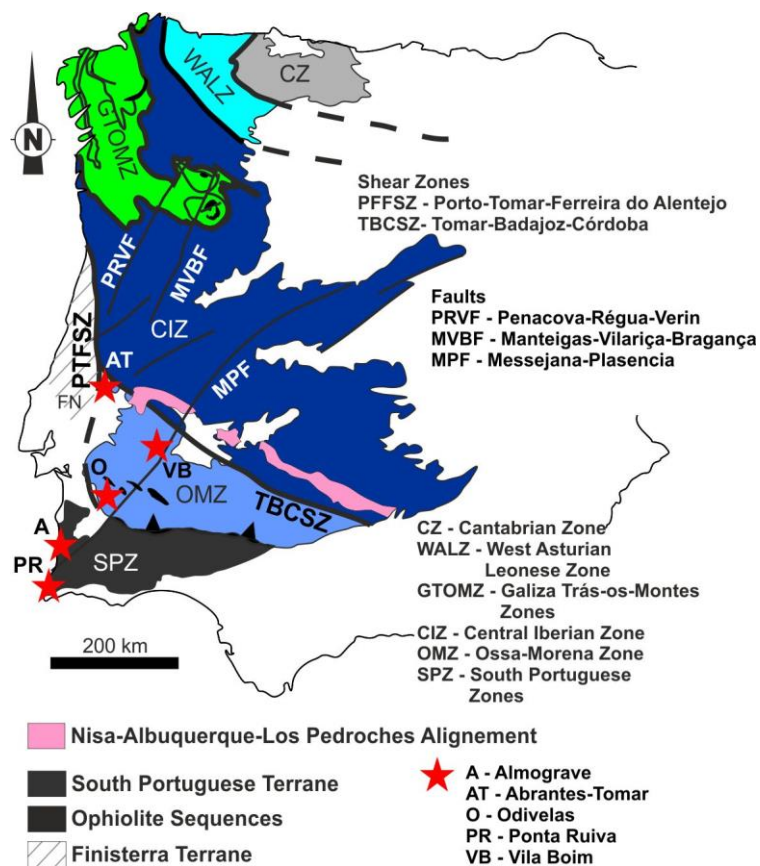 WALZ
CZ
GTOMZ
N
Shear Zones
PFFSZ - Porto-Tomar-Ferreira do Alentejo
TBCSZ- Tomar-Badajoz-Córdoba
PRVF
MVBF
Faults
PRVF - Penacova-Régua-Verin
MVBF - Manteigas-Vilariça-Bragança
MPF - Messejana-Plasencia
CIZ
PTFSZ
AT
MPF
FN
VB
O
OMZ
TBCSZ
A
SPZ
PR
CZ - Cantabrian Zone
WALZ - West Asturian
Leonese Zone
GTOMZ - Galiza Trás-os-Montes
Zones
CIZ - Central Iberian Zone
OMZ - Ossa-Morena Zone
SPZ - South Portuguese
Zones
200 km
Nisa-Albuquerque-Los Pedroches Alignement
South Portuguese Terrane
Ophiolite Sequences
Finisterra Terrane
A - Almograve
AT - Abrantes-Tomar
O - Odivelas
PR - Ponta Ruiva
VB - Vila Boim